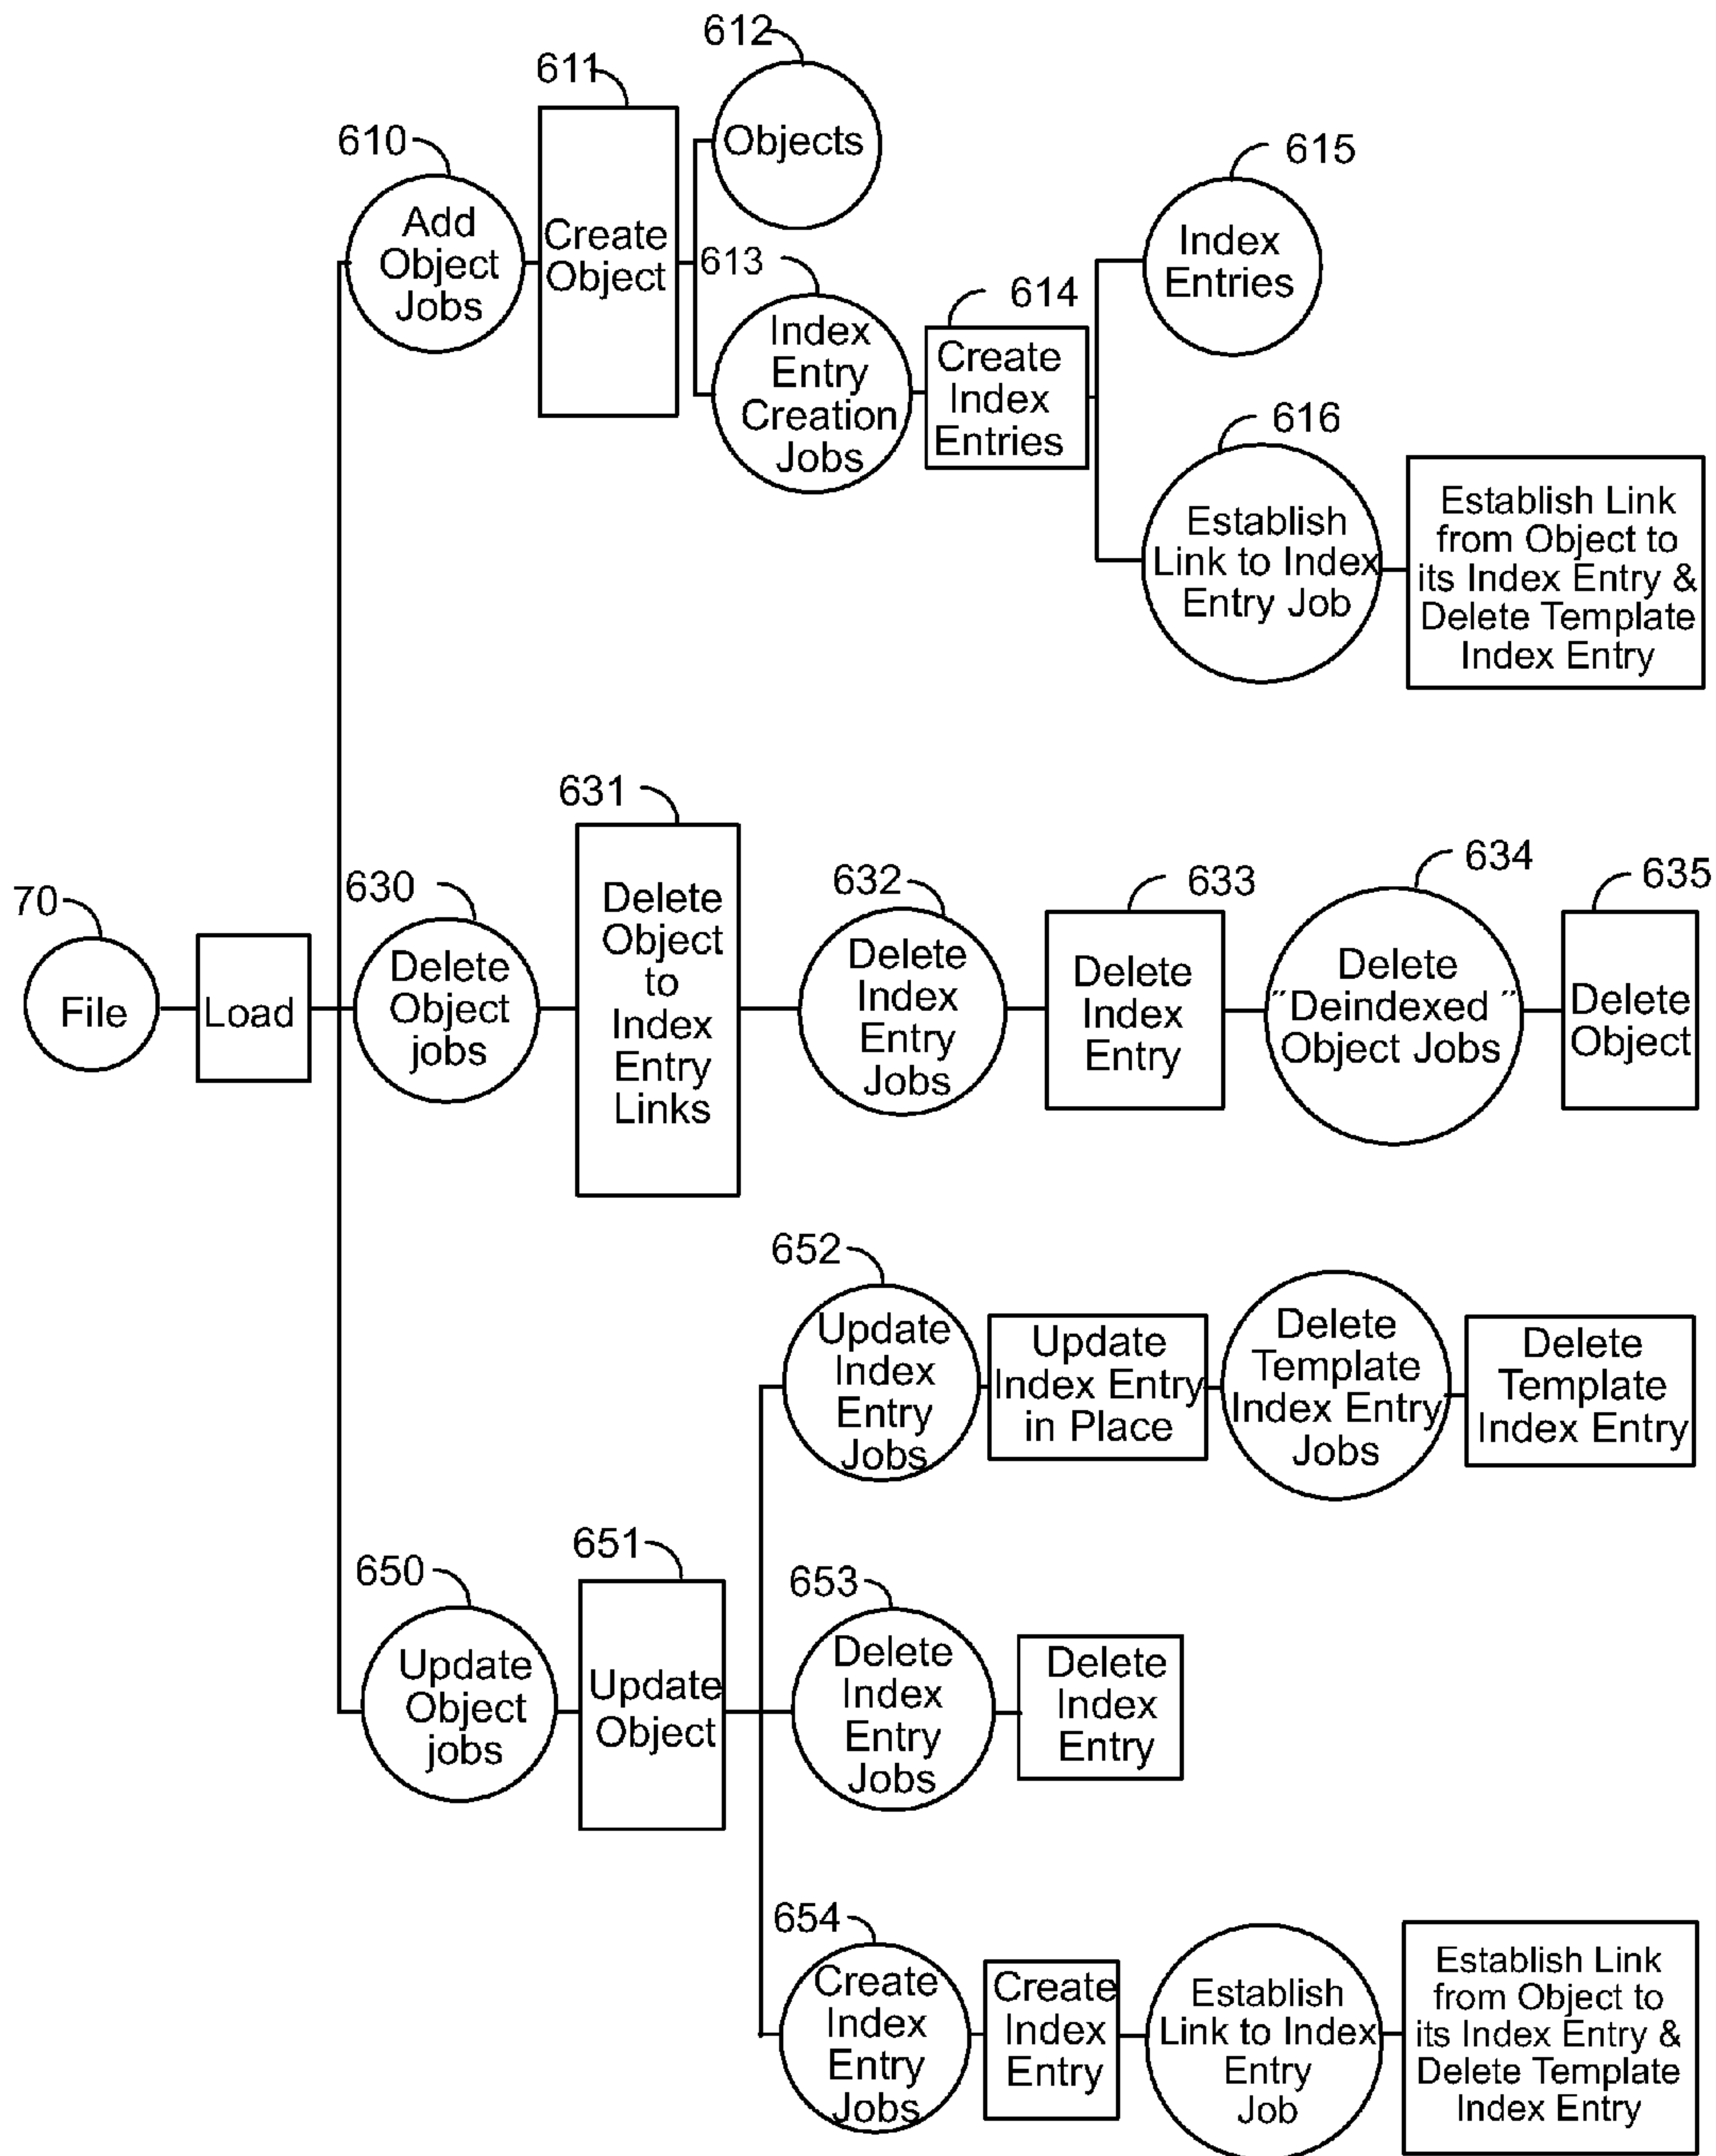 612
611
610
Objects
615
Add
Object
Jobs
Create
Object
Index
Entries
613
614
Index
Entry
Creation
Jobs
Create
Index
Entries
616
Establish
Link to Index
Entry Job
Establish Link
from Object to
its Index Entry &
Delete Template
Index Entry
631
70
630
632
633
634
635
File
Load
Delete
Object
jobs
Delete
Object
to
Index
Entry
Links
Delete
Index
Entry
Jobs
Delete
Index
Entry
Delete
"Deindexed "
Object Jobs
Delete
Object
652
Update
Index
Entry
Jobs
Update
Index Entry
in Place
Delete
Template
Index Entry
Jobs
Delete
Template
Index Entry
651
650
653
Update
Object
jobs
Update
Object
Delete
Index
Entry
Jobs
Delete
Index
Entry
654
Create
Index
Entry
Jobs
Create
Index
Entry
Establish
Link to Index
Entry
Job
Establish Link
from Object to
its Index Entry &
Delete Template
Index Entry